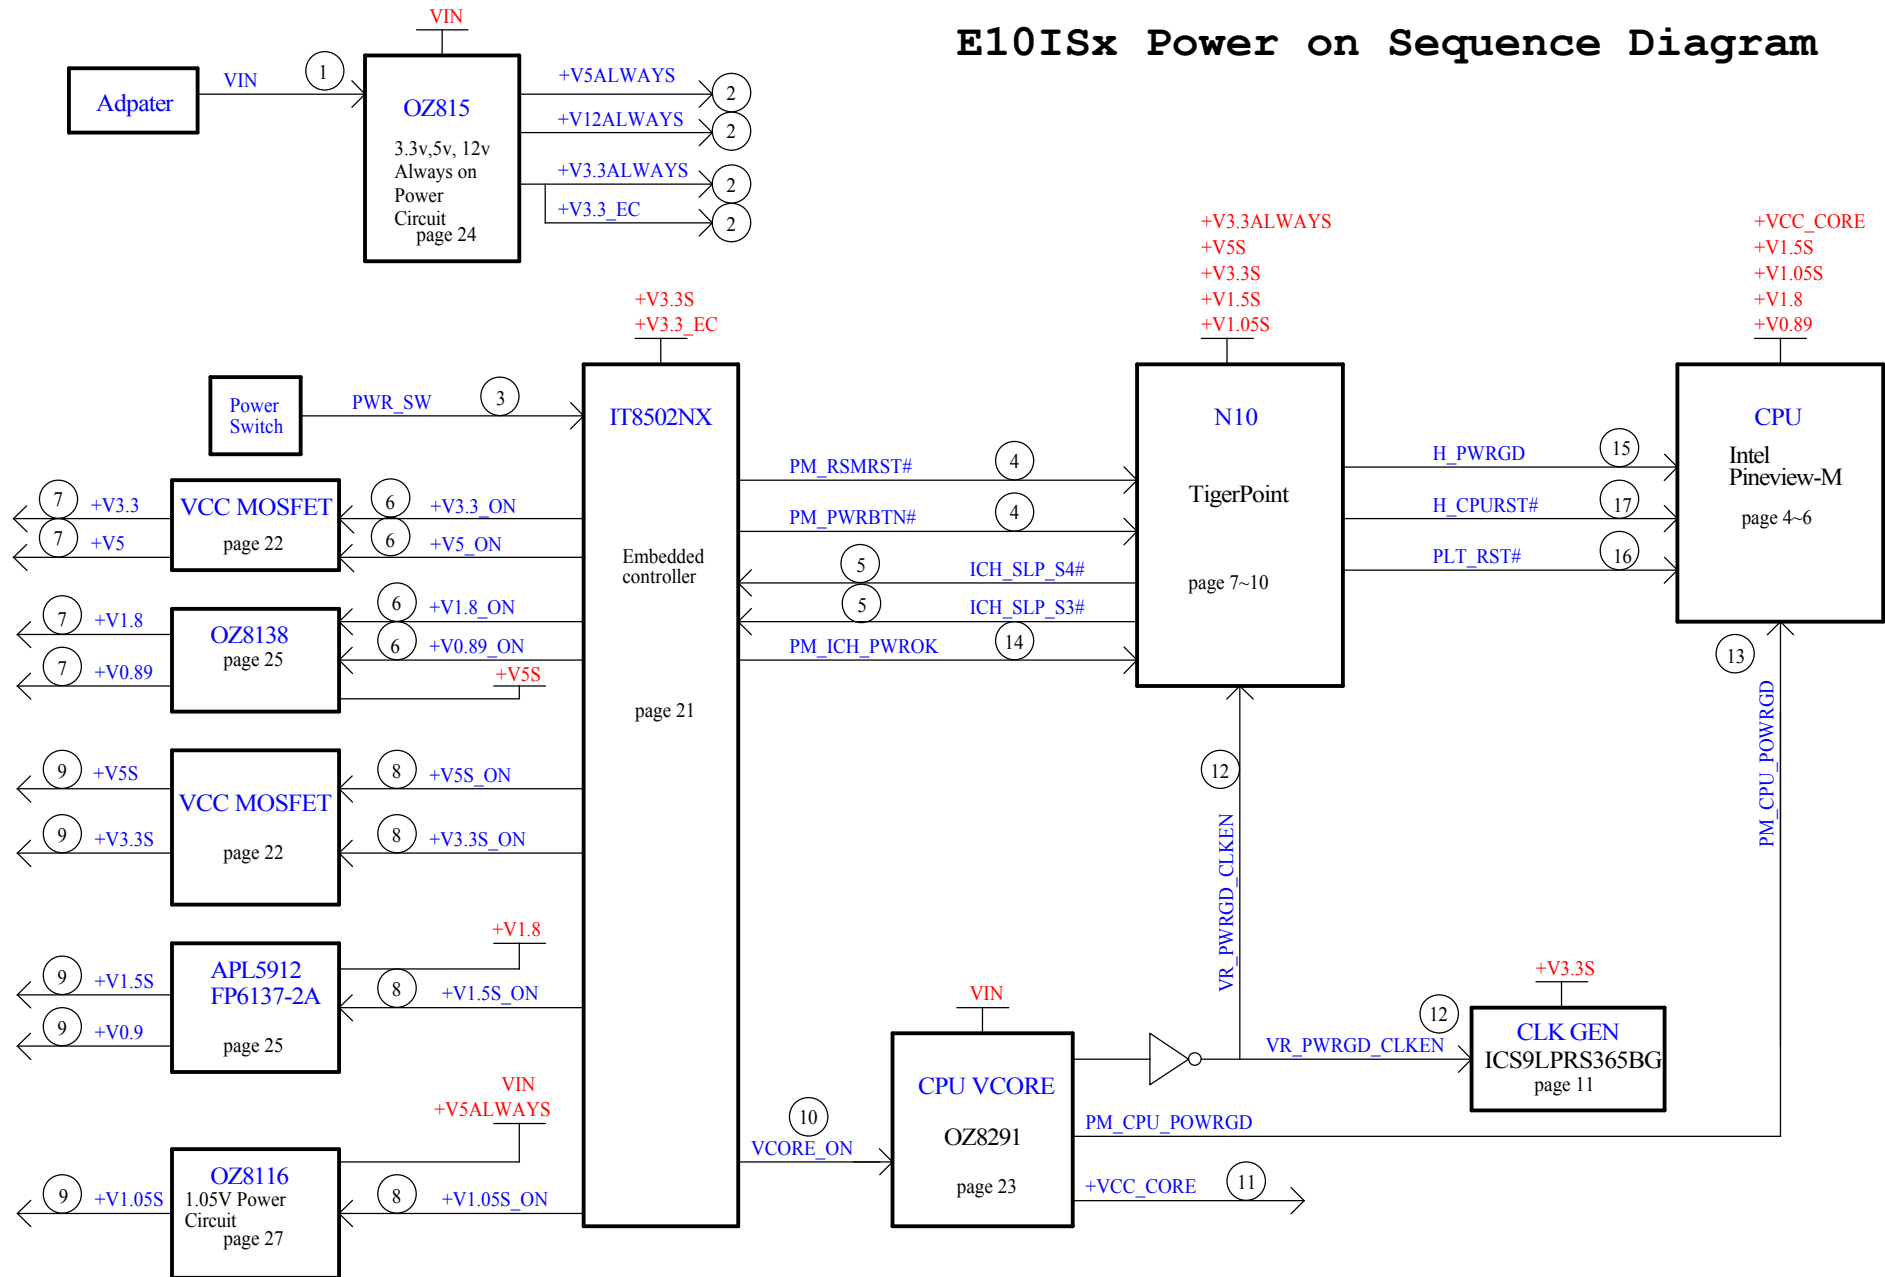 E10ISx Power on Sequence Diagram
VIN
Adpater
VIN
1
OZ815
3.3v,5v, 12v
Always on
Power
Circuit
page 24
+V5ALWAYS
2
+V12ALWAYS
2
+V3.3ALWAYS
2
+V3.3_EC
2
+V3.3S
+V3.3_EC
+V3.3ALWAYS
+V5S
+V3.3S
+V1.5S
+V1.05S
+VCC_CORE
+V1.5S
+V1.05S
+V1.8
+V0.89
Power
Switch
PWR_SW
3
IT8502NX
Embedded
controller
page 21
N10
TigerPoint
page 7~10
CPU
Intel
Pineview-M
page 4~6
PM_RSMRST#
4
PM_PWRBTN#
4
5
ICH_SLP_S4#
5
ICH_SLP_S3#
PM_ICH_PWROK
14
H_PWRGD
15
H_CPURST#
17
PLT_RST#
16
7
+V3.3
7
+V5
VCC MOSFET
page 22
6
+V3.3_ON
6
+V5_ON
7
+V1.8
7
+V0.89
OZ8138
page 25
6
+V1.8_ON
6
+V0.89_ON
+V5S
9
+V5S
9
+V3.3S
VCC MOSFET
page 22
8
+V5S_ON
8
+V3.3S_ON
9
+V1.5S
9
+V0.9
APL5912
FP6137-2A
page 25
+V1.8
8
+V1.5S_ON
VIN
+V5ALWAYS
9
+V1.05S
OZ8116
1.05V Power
Circuit
page 27
8
+V1.05S_ON
10
VCORE_ON
VIN
CPU VCORE
OZ8291
page 23
12
VR_PWRGD_CLKEN
VR_PWRGD_CLKEN
12
+V3.3S
CLK GEN
ICS9LPRS365BG
page 11
PM_CPU_POWRGD
13
PM_CPU_POWRGD
+VCC_CORE
11